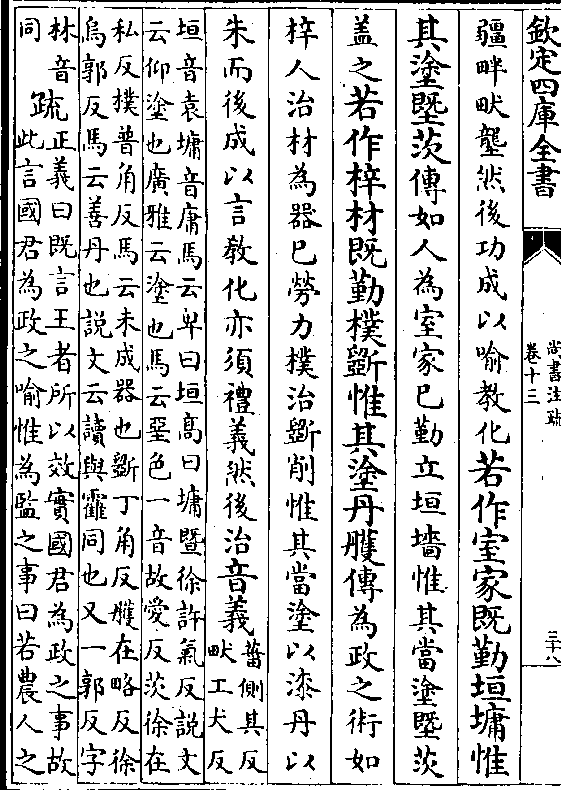 欽定四庫全書
尚書注疏
卷十三
三十八
疆畔畎壟然後功成以喻教化若作室家既勤垣墉惟
其塗塈茨傳如人為室家已勤立垣墻惟其當塗塈茨
蓋之若作梓材既勤樸斲惟其塗丹雘傳為政之術如
梓人治材為器已勞力樸治斲削惟其當塗以漆丹以
朱而後成以言教化亦須禮義然後治音義
菑側其反
畎工犬反
垣音袁墉音庸馬云卑曰垣高曰墉塈徐許氣反説文
云仰塗也廣雅云塗也馬云堊色一音故愛反茨徐在
私反樸普角反馬云未成器也斲丁角反雘在略反徐
烏郭反馬云善丹也説文云讀與霍同也又一郭反字
林音
同
疏
正義曰既言王者所以效實國君為政之事故
此言國君為政之喻惟為監之事曰若農人之